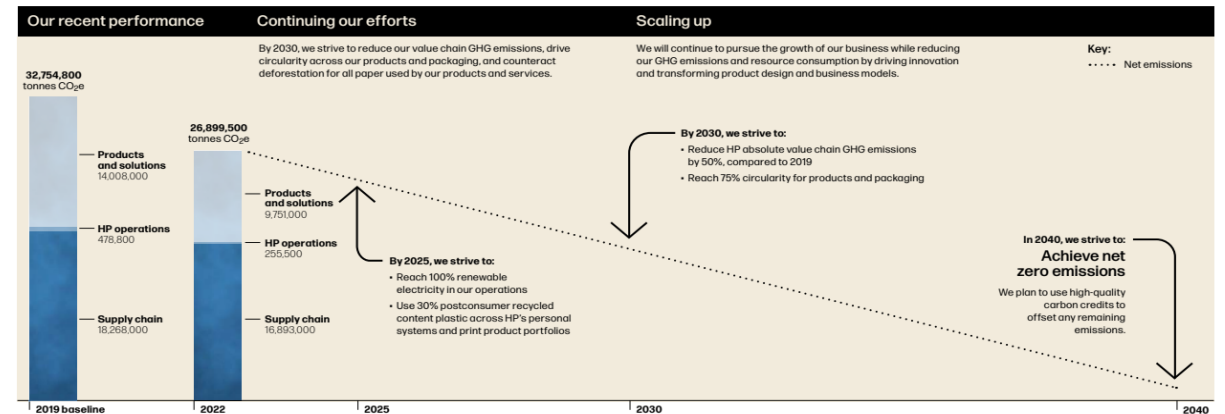 Our recent performance
Continuing our efforts
Scaling up
By 2030, we strive to reduce our value chain GHG emissions, drive
circularity across our products and packaging, and counteract
deforestation for all paper used by our products and services.
We will continue to pursue the growth of our business while reducing
our GHG emissions and resource consumption by driving innovation
and transforming product design and business models.
Key:
Net emissions
32,754,800
tonnes CO2e
Products
and solutions
14,008,000
HP operations
478,800
Supply chain
18,268,000
26,899,500
tonnes CO2e
Products
and solutions
9,751,000
HP operations
255,500
Supply chain
16,893,000
By 2025, we strive to:
• Reach 100% renewable
electricity in our operations
• Use 30% postconsumer recycled
content plastic across HP's personal
systems and print product portfolios
By 2030, we strive to:
• Reduce HP absolute value chain GHG emissions
by 50%, compared to 2019
• Reach 75% circularity for products and packaging
In 2040, we strive to:
Achieve net
zero emissions
We plan to use high-quality
carbon credits to
offset any remaining
emissions.
2019 baseline
2022
2025
2030
2040